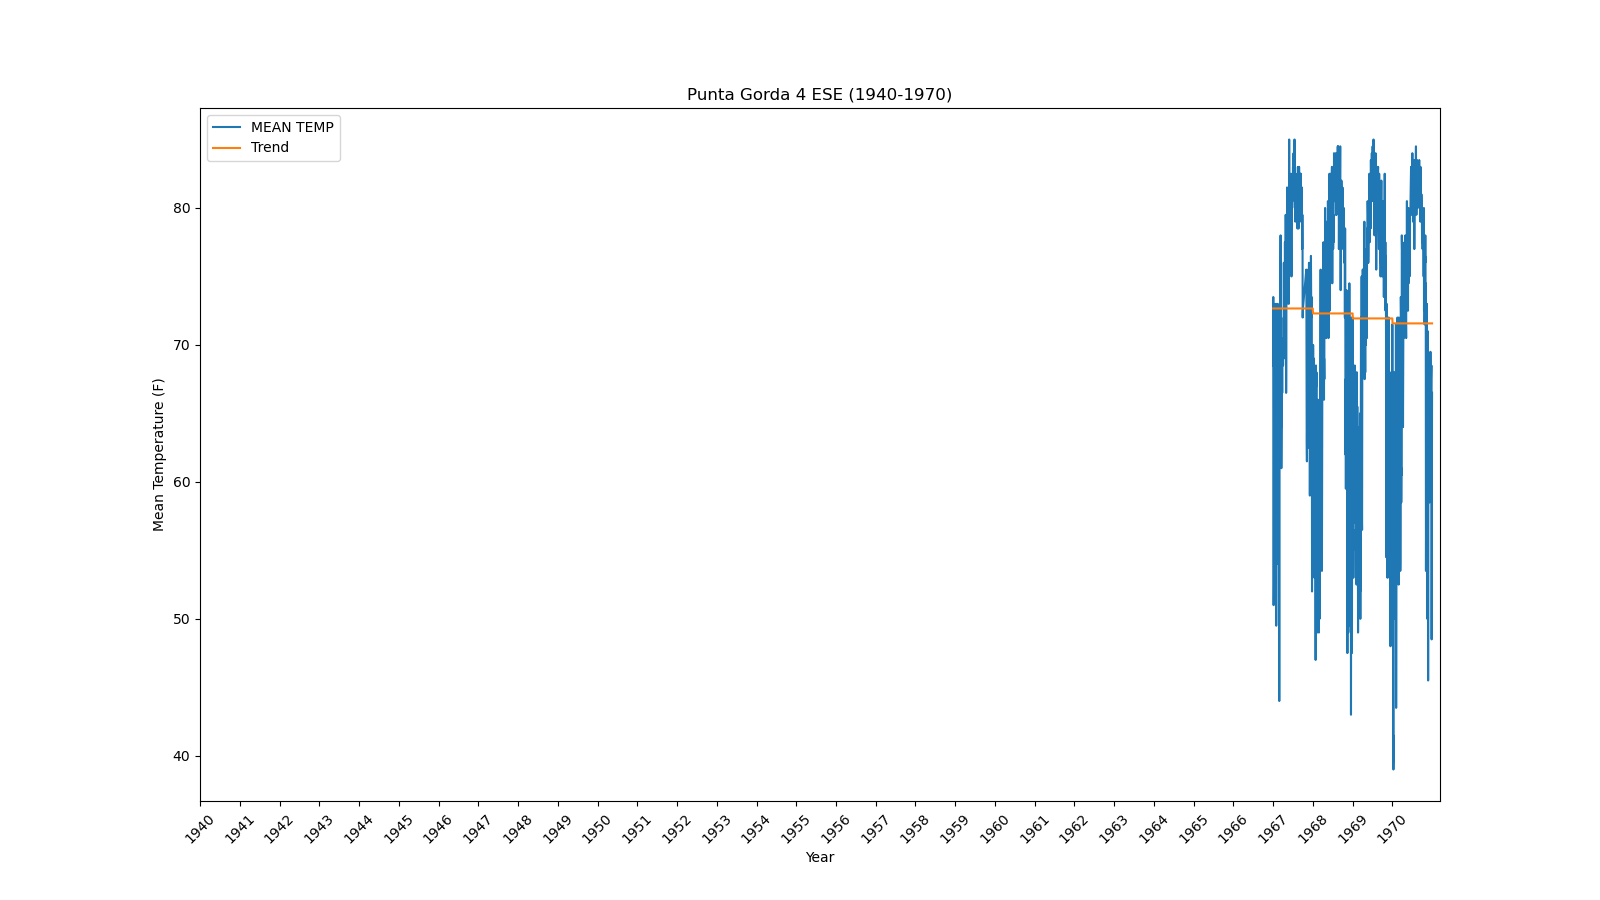 Punta Gorda 4 ESE (1940-1970)
MEAN TEMP
Trend
80
70
60
50
40
Mean Temperature (F)
1940 1941 1942 1943 1944 1945 1946 1947 1948 1949 1950 1951 1952 1953 1954 1955 1956 1957 1958 1959 1960 1961 1962 1963 1964 1965 1966 1967 1968 1969 1970
Year